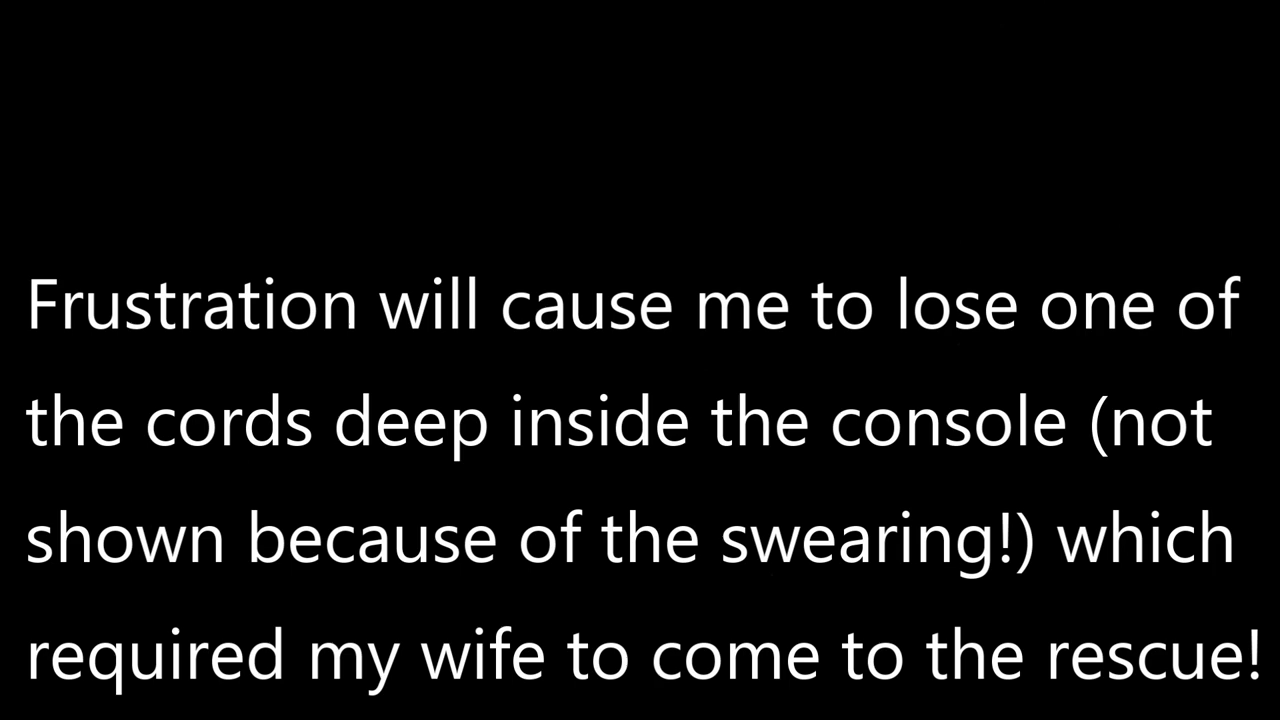 Frustration will cause me to lose one of
the cords deep inside the console (not
shown because of the swearing!) which
required my wife to come to the rescue!